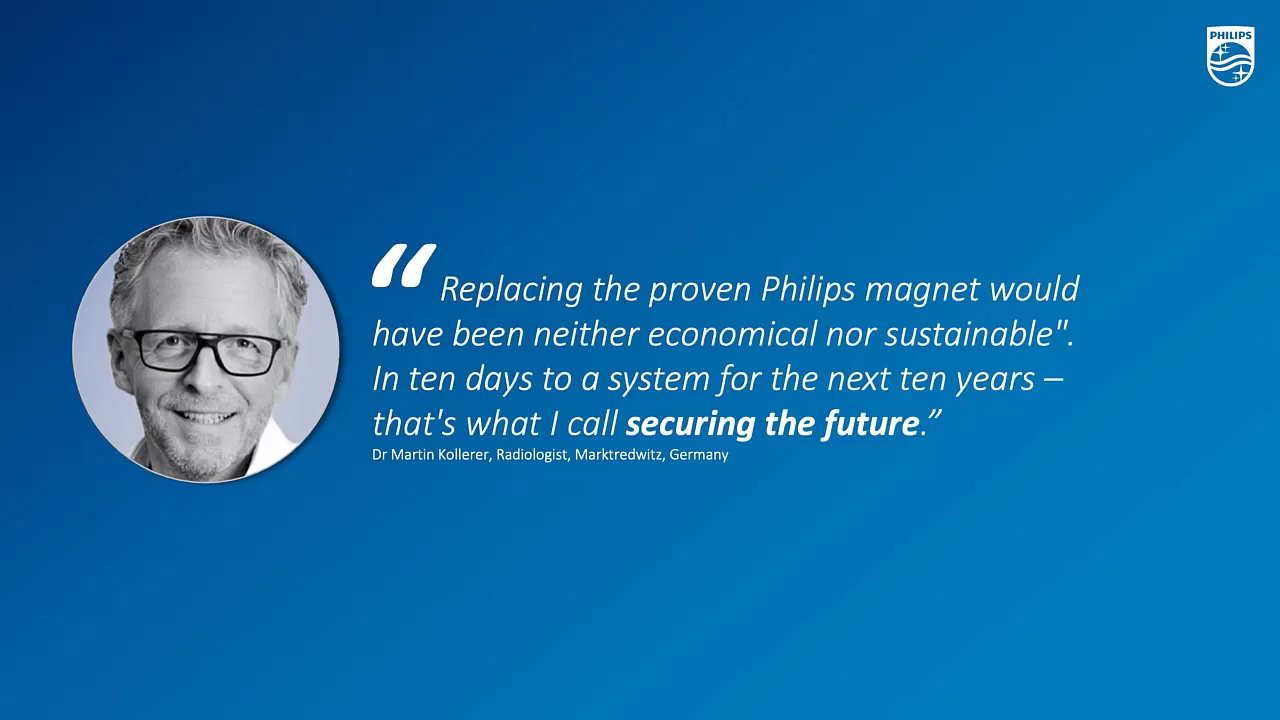 PHILIPS
“ Replacing the proven Philips magnet would
have been neither economical nor sustainable".
In ten days to a system for the next ten years –
that's what I call securing the future.”
Dr Martin Kollerer, Radiologist, Marktredwitz, Germany